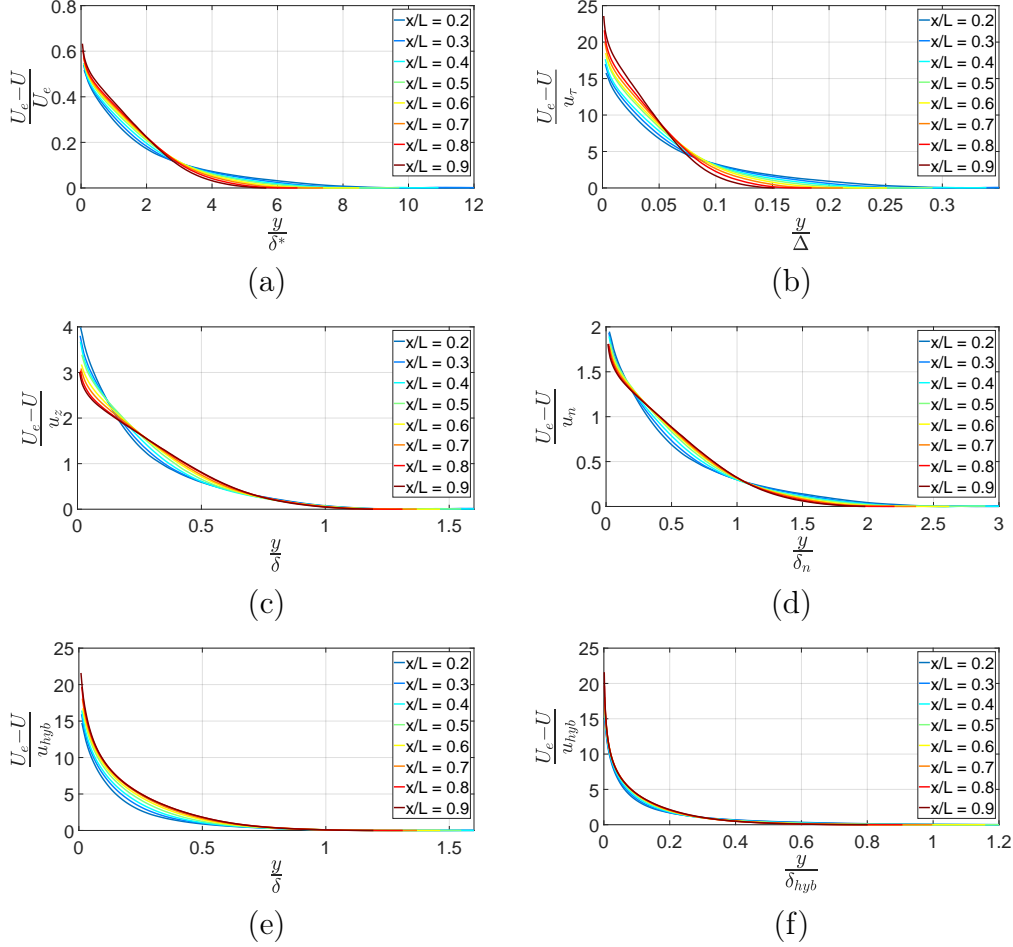 0.8
0.6
0.4
0.2
0
U_e−U
U_e
0 2 4 6 8 10 12
y
δ*
x/L = 0.2
x/L = 0.3
x/L = 0.4
x/L = 0.5
x/L = 0.6
x/L = 0.7
x/L = 0.8
x/L = 0.9
(a)
25
20
15
10
5
0
U_e−U
u_τ
0 0.05 0.1 0.15 0.2 0.25 0.3
y
Δ
x/L = 0.2
x/L = 0.3
x/L = 0.4
x/L = 0.5
x/L = 0.6
x/L = 0.7
x/L = 0.8
x/L = 0.9
(b)
4
3
2
1
0
U_e−U
u_z
0 0.5 1 1.5
y
δ
x/L = 0.2
x/L = 0.3
x/L = 0.4
x/L = 0.5
x/L = 0.6
x/L = 0.7
x/L = 0.8
x/L = 0.9
(c)
2
1.5
1
0.5
0
U_e−U
u_n
0 0.5 1 1.5 2 2.5 3
y
δ_n
x/L = 0.2
x/L = 0.3
x/L = 0.4
x/L = 0.5
x/L = 0.6
x/L = 0.7
x/L = 0.8
x/L = 0.9
(d)
25
20
15
10
5
0
U_e−U
u_{hyb}
0 0.5 1 1.5
y
δ
x/L = 0.2
x/L = 0.3
x/L = 0.4
x/L = 0.5
x/L = 0.6
x/L = 0.7
x/L = 0.8
x/L = 0.9
(e)
25
20
15
10
5
0
U_e−U
u_{hyb}
0 0.2 0.4 0.6 0.8 1 1.2
y
δ_{hyb}
x/L = 0.2
x/L = 0.3
x/L = 0.4
x/L = 0.5
x/L = 0.6
x/L = 0.7
x/L = 0.8
x/L = 0.9
(f)